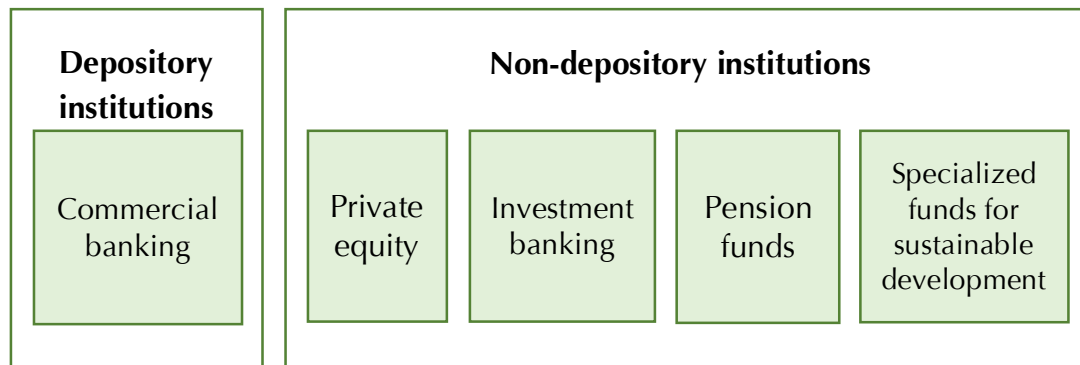 Depository
institutions
Non-depository institutions
Commercial
banking
Private
equity
Investment
banking
Pension
funds
Specialized
funds for
sustainable
development